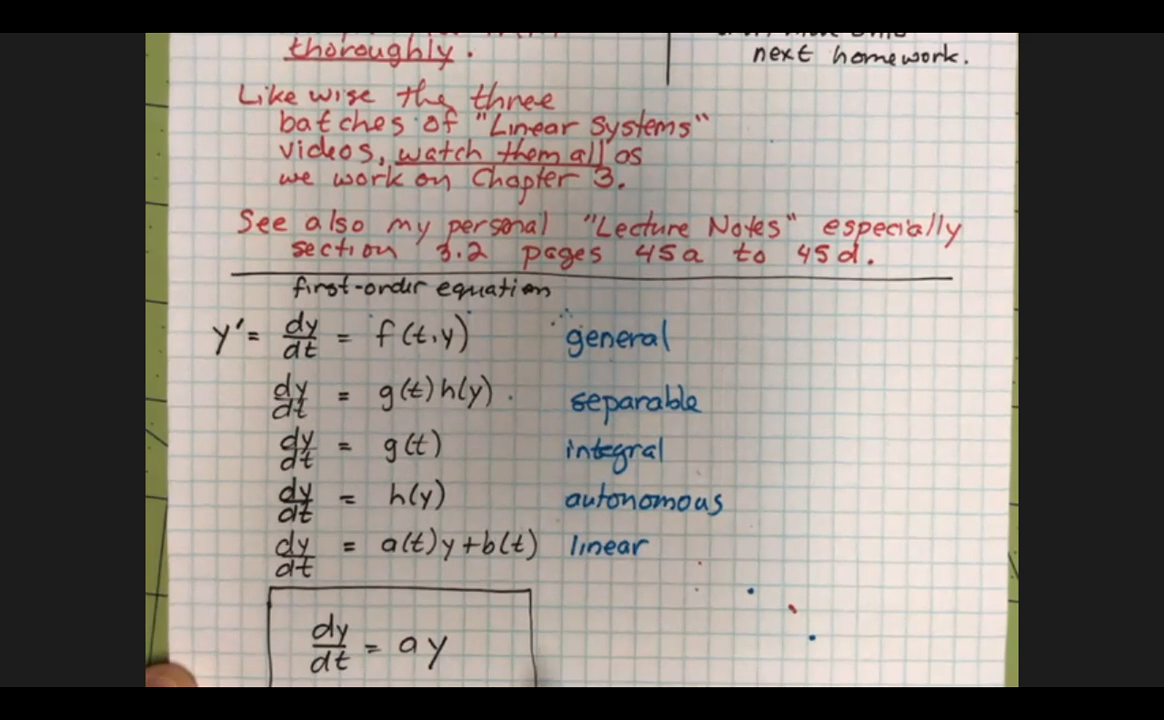 thoroughly.
next homework.
Likewise the three
batches of "Linear Systems"
videos, watch them all as
we work on Chapter 3.
See also my personal "Lecture Notes" especially
section 3.2 pages 45a to 45d.
first-order equation
y' = dy/dt = f(t,y) general
dy/dt = g(t)h(y). separable
dy/dt = g(t) integral
dy/dt = h(y) autonomous
dy/dt = a(t)y+b(t) linear
dy/dt = ay